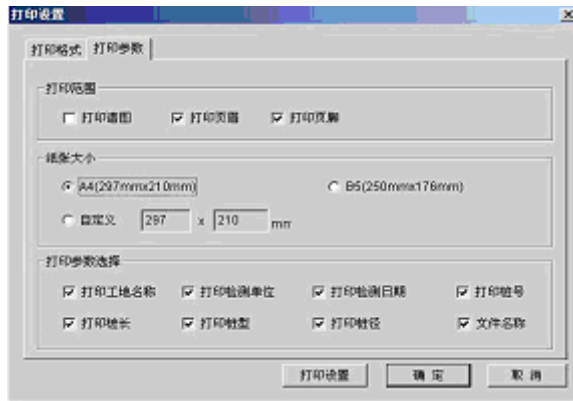 打印设置
打印格式 打印参数
打印范围
打印谱图 打印页眉 打印页脚
纸张大小
A4(297mmx210mm) B5(250mmx176mm)
自定义 297 x 210 mm
打印参数选择
打印工地名称 打印检测单位 打印检测日期 打印桩号
打印桩长 打印桩型 打印桩径 文件名称
打印设置 确定 取消